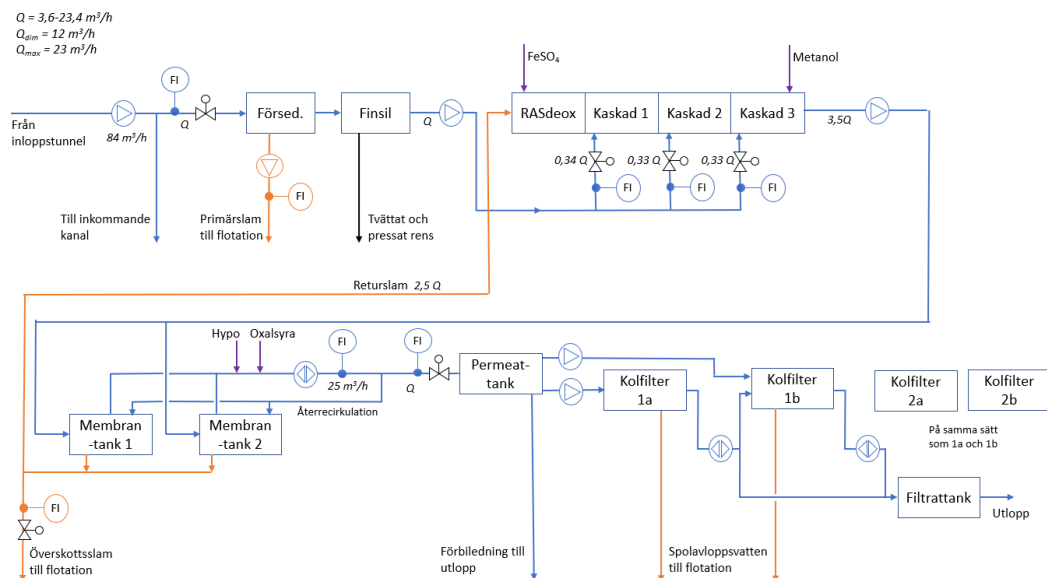 Q = 3,6-23,4 m³/h
Qdim = 12 m³/h
Qmax = 23 m³/h
FI
FeSO₄
Metanol
Från
inloppstunnel
84 m³/h
Q
Försed.
Finsil
Q
RASdeox
Kaskad 1
Kaskad 2
Kaskad 3
3,5Q
0,34 Q
0,33 Q
0,33 Q
FI
FI
FI
FI
Till inkommande
kanal
Primärslam
till flotation
Tvättat och
pressat rens
Returslam 2,5 Q
Hypo
Oxalsyra
FI
FI
25 m³/h
Q
Återrecirkulation
Permeat-
tank
Kolfilter
1a
Kolfilter
1b
Kolfilter
2a
Kolfilter
2b
På samma sätt
som 1a och 1b
Membran
-tank 1
Membran
-tank 2
Filtrattank
Utlopp
FI
Överskottsslam
till flotation
Förbiledning till
utlopp
Spolavloppsvatten
till flotation